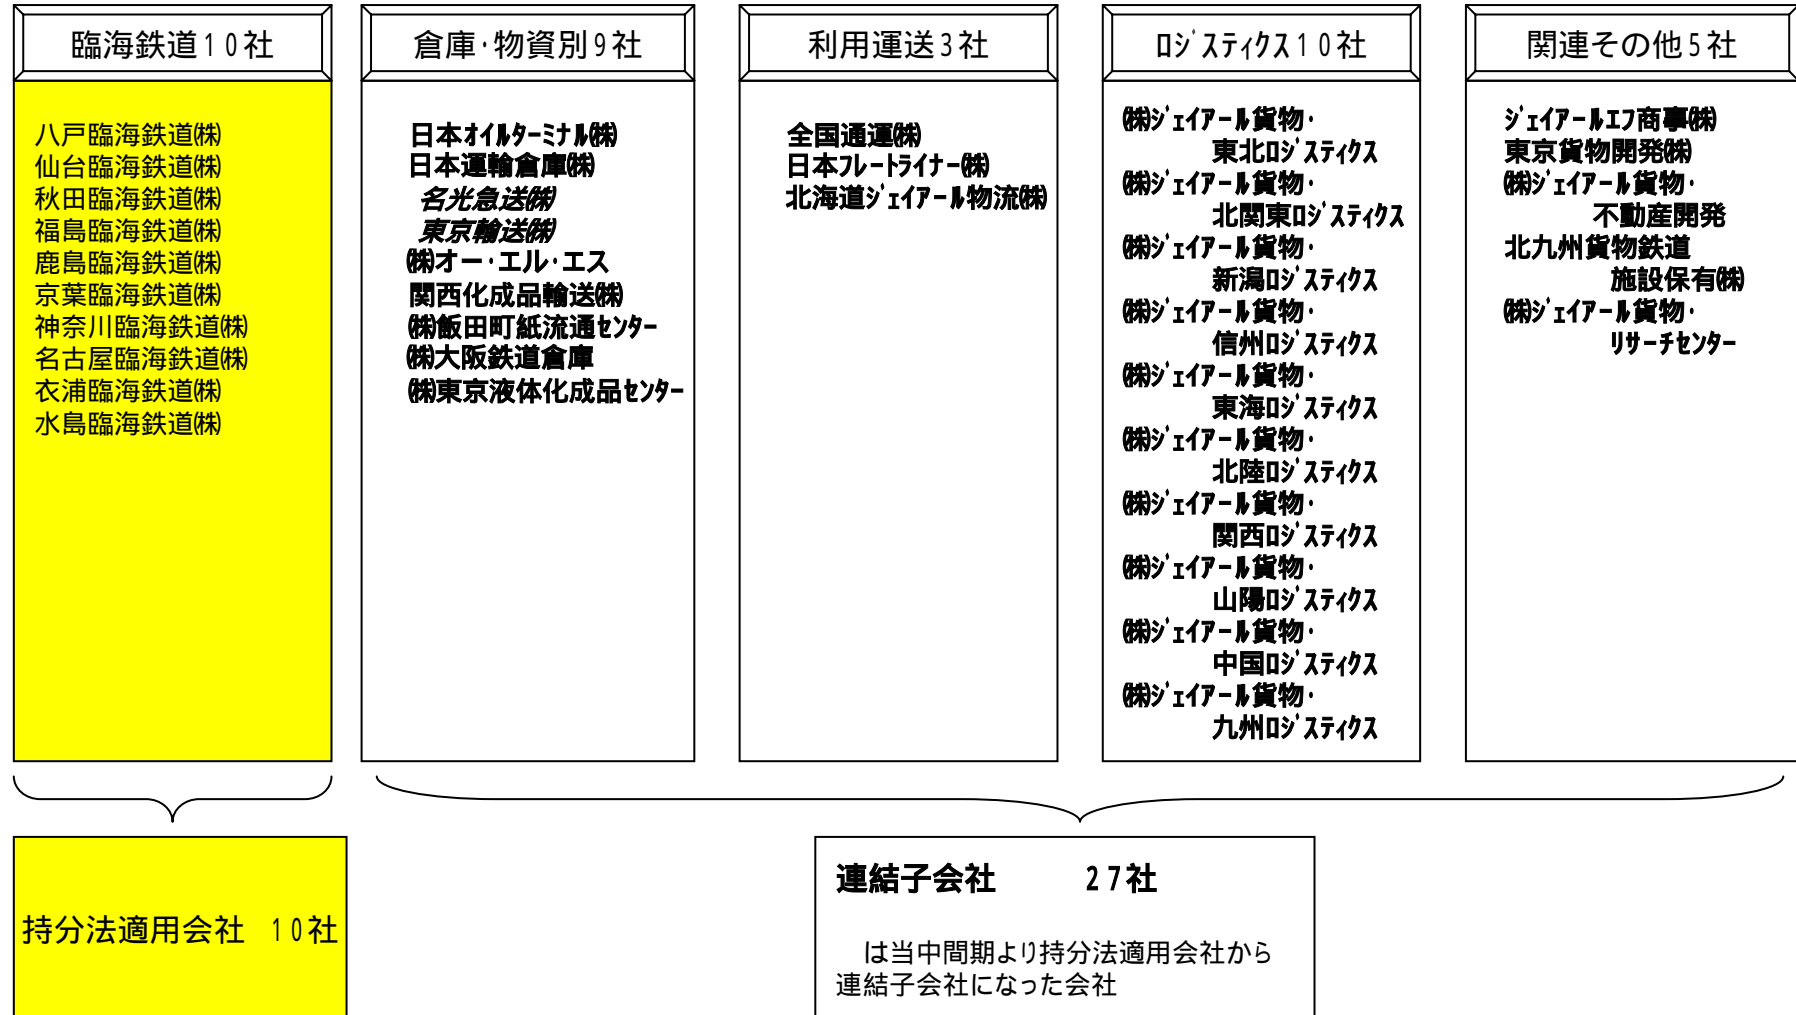 臨海鉄道10社
八戸臨海鉄道㈱
仙台臨海鉄道㈱
秋田臨海鉄道㈱
福島臨海鉄道㈱
鹿島臨海鉄道㈱
京葉臨海鉄道㈱
神奈川臨海鉄道㈱
名古屋臨海鉄道㈱
衣浦臨海鉄道㈱
水島臨海鉄道㈱
倉庫・物資別9社
日本ｵｲﾙﾀｰﾐﾅﾙ㈱
日本運輸倉庫㈱
名光急送㈱
東京輸送㈱
㈱オー・エル・エス
関西化成品輸送㈱
㈱飯田町紙流通ｾﾝﾀｰ
㈱大阪鉄道倉庫
㈱東京液体化成品ｾﾝﾀｰ
利用運送3社
全国通運㈱
日本ﾌﾚｰﾄﾗｲﾅｰ㈱
北海道ｼﾞｪｲｱｰﾙ物流㈱
ﾛｼﾞｽﾃｨｸｽ10社
㈱ｼﾞｪｲｱｰﾙ貨物・
東北ﾛｼﾞｽﾃｨｸｽ
㈱ｼﾞｪｲｱｰﾙ貨物・
北関東ﾛｼﾞｽﾃｨｸｽ
㈱ｼﾞｪｲｱｰﾙ貨物・
新潟ﾛｼﾞｽﾃｨｸｽ
㈱ｼﾞｪｲｱｰﾙ貨物・
信州ﾛｼﾞｽﾃｨｸｽ
㈱ｼﾞｪｲｱｰﾙ貨物・
東海ﾛｼﾞｽﾃｨｸｽ
㈱ｼﾞｪｲｱｰﾙ貨物・
北陸ﾛｼﾞｽﾃｨｸｽ
㈱ｼﾞｪｲｱｰﾙ貨物・
関西ﾛｼﾞｽﾃｨｸｽ
㈱ｼﾞｪｲｱｰﾙ貨物・
山陽ﾛｼﾞｽﾃｨｸｽ
㈱ｼﾞｪｲｱｰﾙ貨物・
中国ﾛｼﾞｽﾃｨｸｽ
㈱ｼﾞｪｲｱｰﾙ貨物・
九州ﾛｼﾞｽﾃｨｸｽ
関連その他5社
ｼﾞｪｲｱｰﾙｴﾌ商事㈱
東京貨物開発㈱
㈱ｼﾞｪｲｱｰﾙ貨物・
不動産開発
北九州貨物鉄道
施設保有㈱
㈱ｼﾞｪｲｱｰﾙ貨物・
ﾘｻｰﾁｾﾝﾀｰ
持分法適用会社 10社
連結子会社 27社
は当中間期より持分法適用会社から
連結子会社になった会社